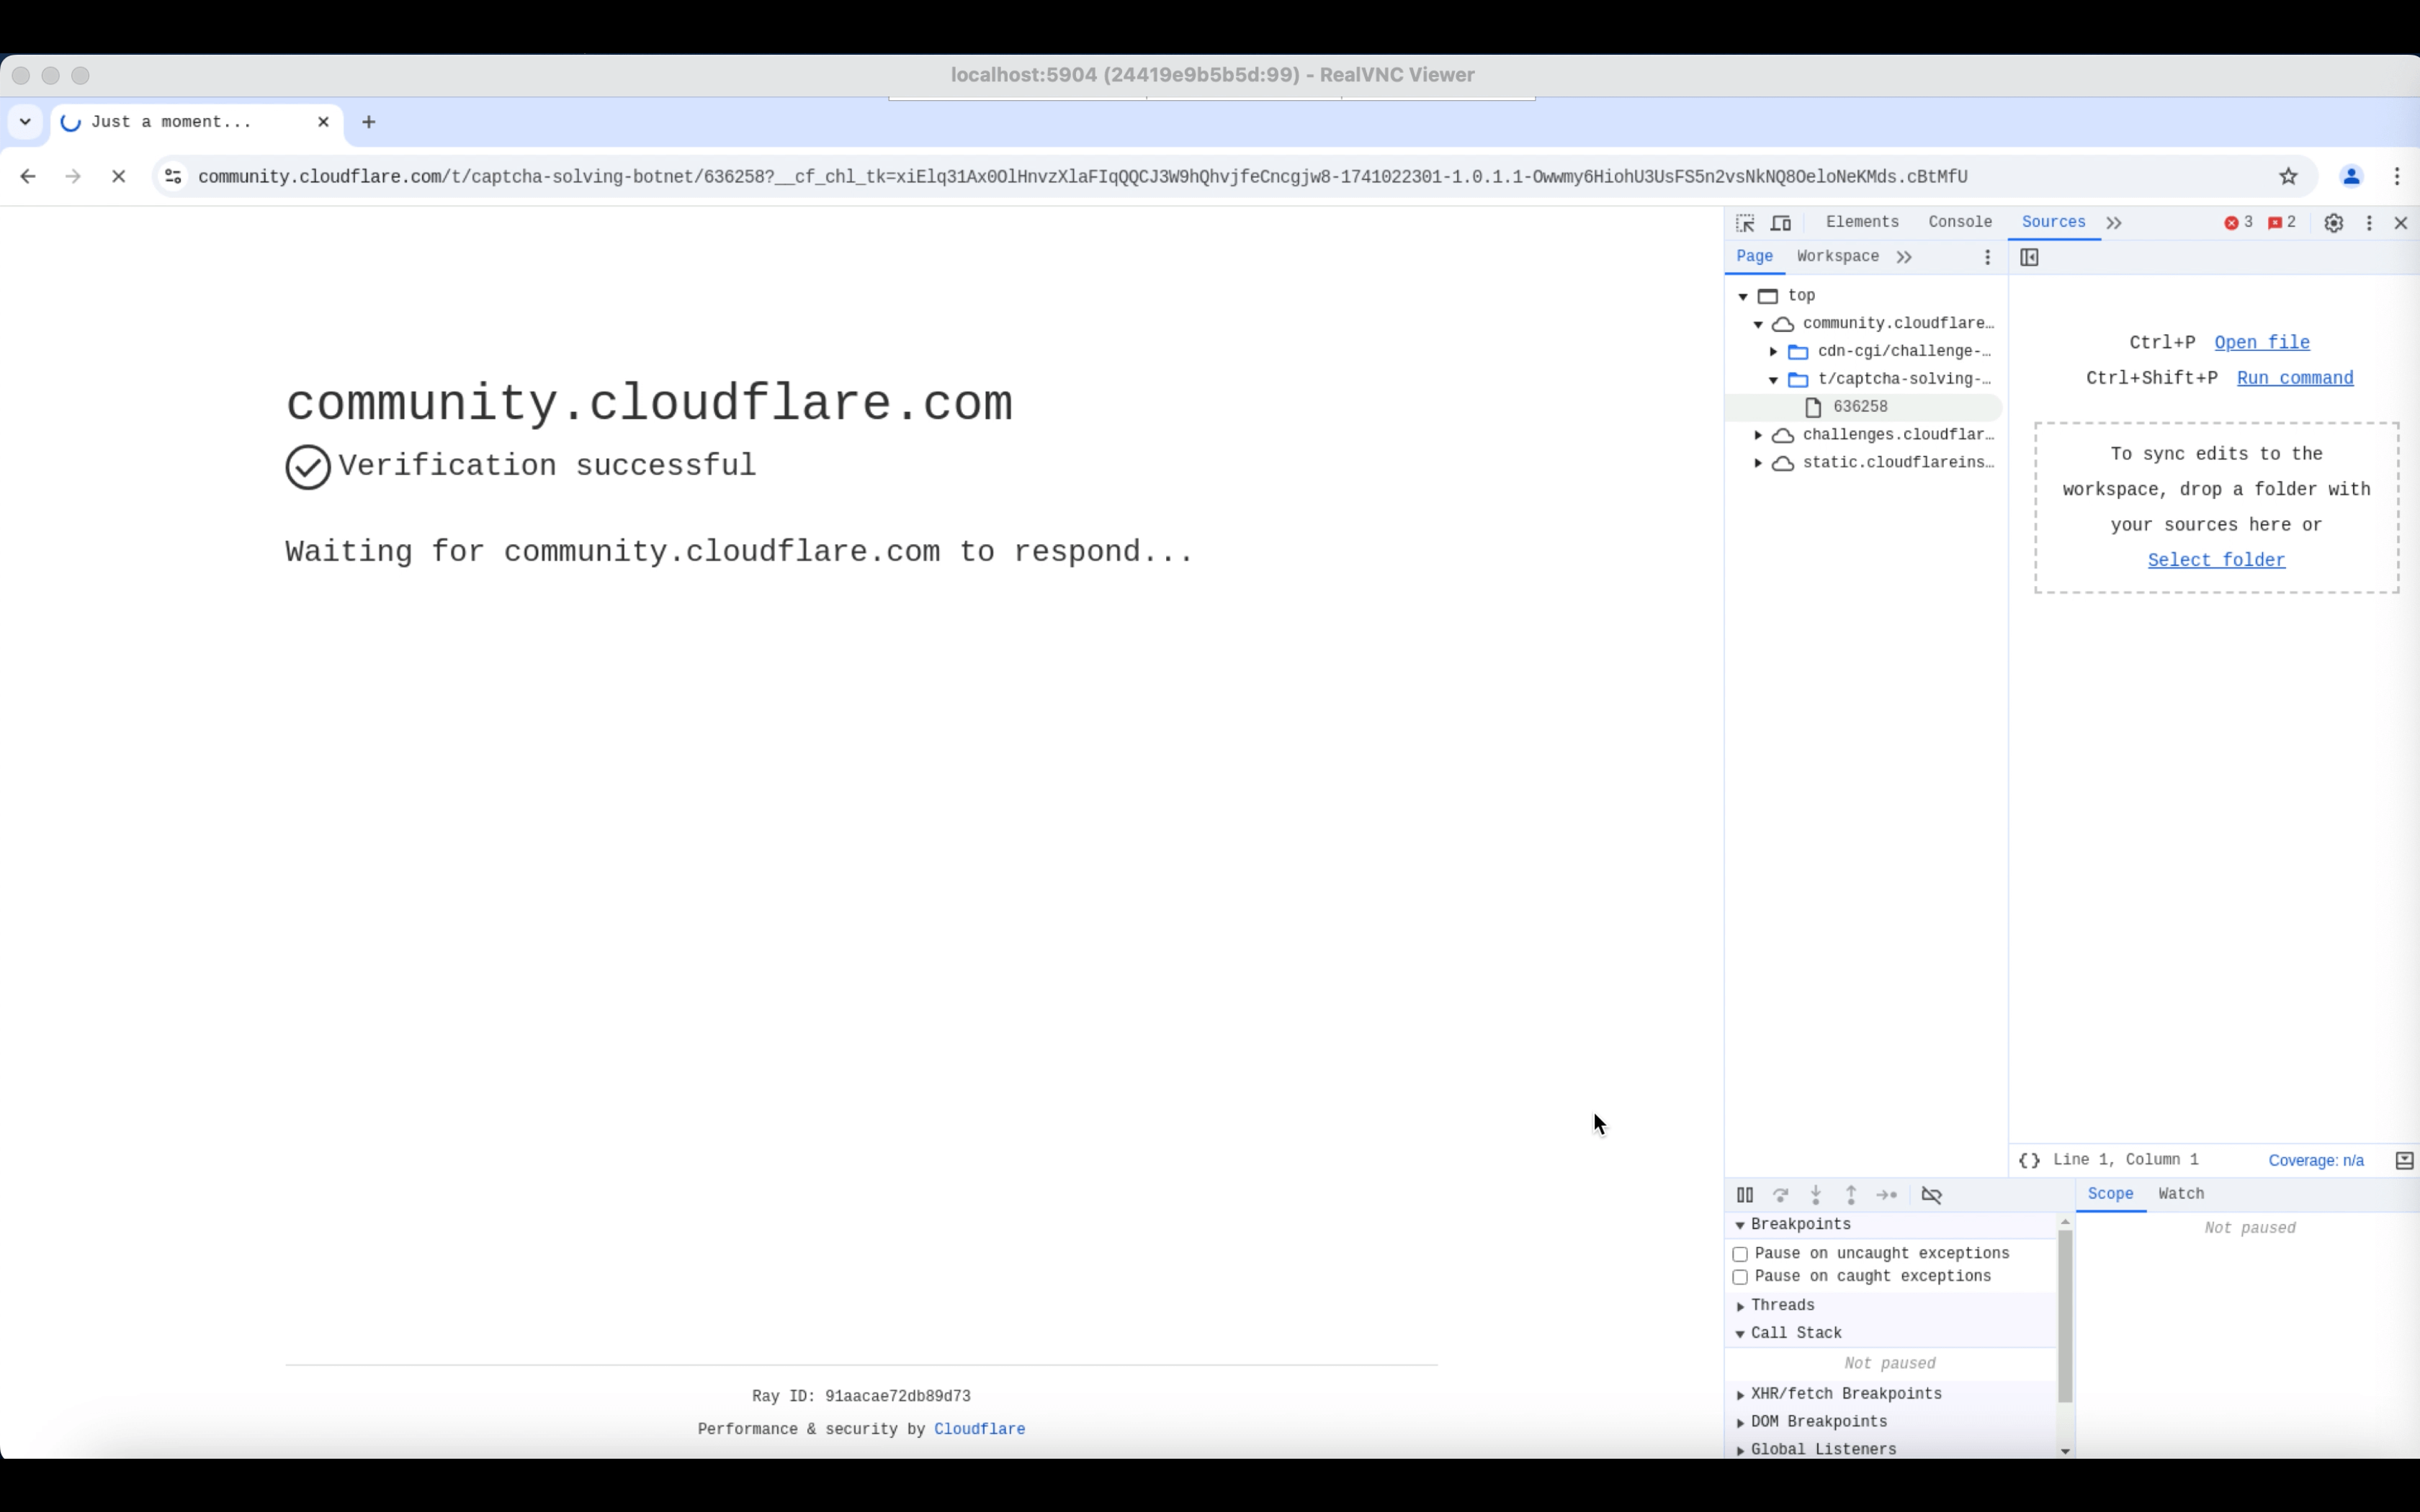 localhost:5904 (24419e9b5b5d:99) - RealVNC Viewer
Just a moment...
community.cloudflare.com/t/captcha-solving-botnet/636258?__cf_chl_tk=xiElq31Ax0OlHnvzXlaFIqQQCJ3W9hQhvjfeCncgjw8-1741022301-1.0.1.1-Owwmy6HiohU3UsFS5n2vsNkNQ8OeloNeKMds.cBtMfU
Elements Console Sources 3 2
Page Workspace
top
community.cloudflare…
cdn-cgi/challenge-…
t/captcha-solving-…
636258
challenges.cloudflar…
static.cloudflareins…
Ctrl+P Open file
Ctrl+Shift+P Run command
To sync edits to the
workspace, drop a folder with
your sources here or
Select folder
community.cloudflare.com
Verification successful
Waiting for community.cloudflare.com to respond...
Line 1, Column 1 Coverage: n/a
Scope Watch
Not paused
Breakpoints
Pause on uncaught exceptions
Pause on caught exceptions
Threads
Call Stack
Not paused
XHR/fetch Breakpoints
DOM Breakpoints
Global Listeners
Ray ID: 91aacae72db89d73
Performance & security by Cloudflare